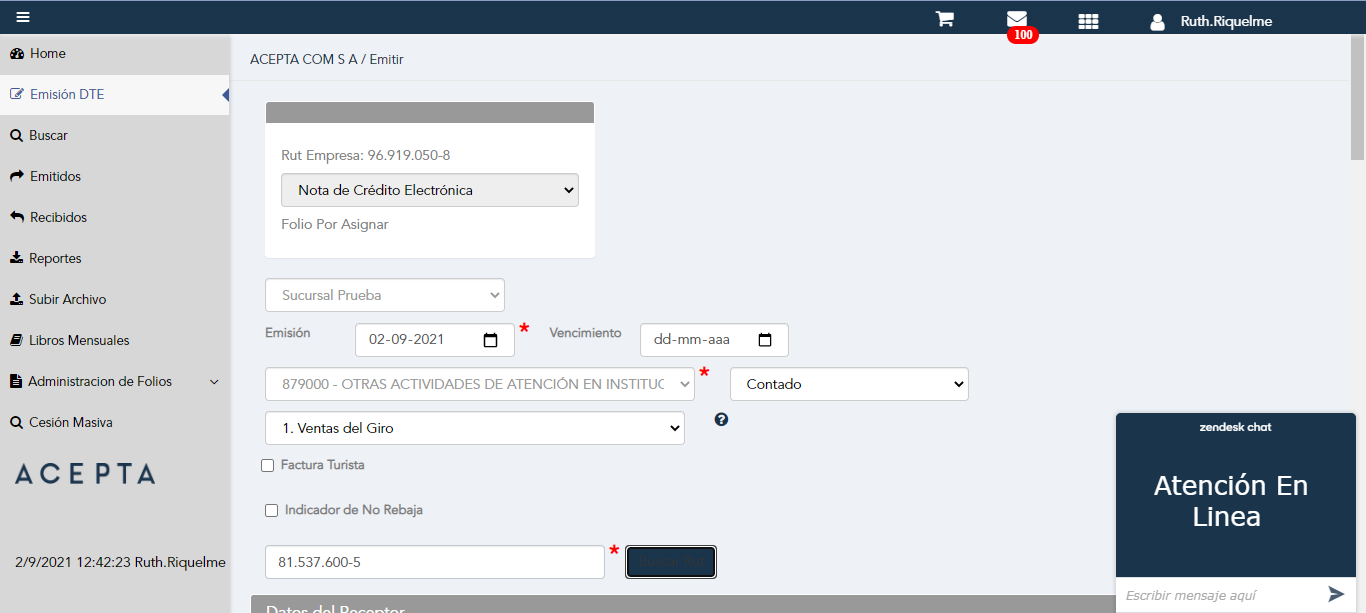 Ruth.Riquelme
100
Home
ACEPTA COM S A / Emitir
Emisión DTE
Buscar
Rut Empresa: 96.919.050-8
Emitidos
Nota de Crédito Electrónica
Recibidos
Folio Por Asignar
Reportes
Subir Archivo
Sucursal Prueba
Libros Mensuales
Emisión 02-09-2021 * Vencimiento dd-mm-aaa
Administracion de Folios
879000 - OTRAS ACTIVIDADES DE ATENCIÓN EN INSTITUC * Contado
Cesión Masiva
1. Ventas del Giro ?
ACEPTA
Factura Turista
Indicador de No Rebaja
2/9/2021 12:42:23 Ruth.Riquelme
81.537.600-5 *
Datos del Receptor
zendesk chat
Atención En
Linea
Escribir mensaje aquí